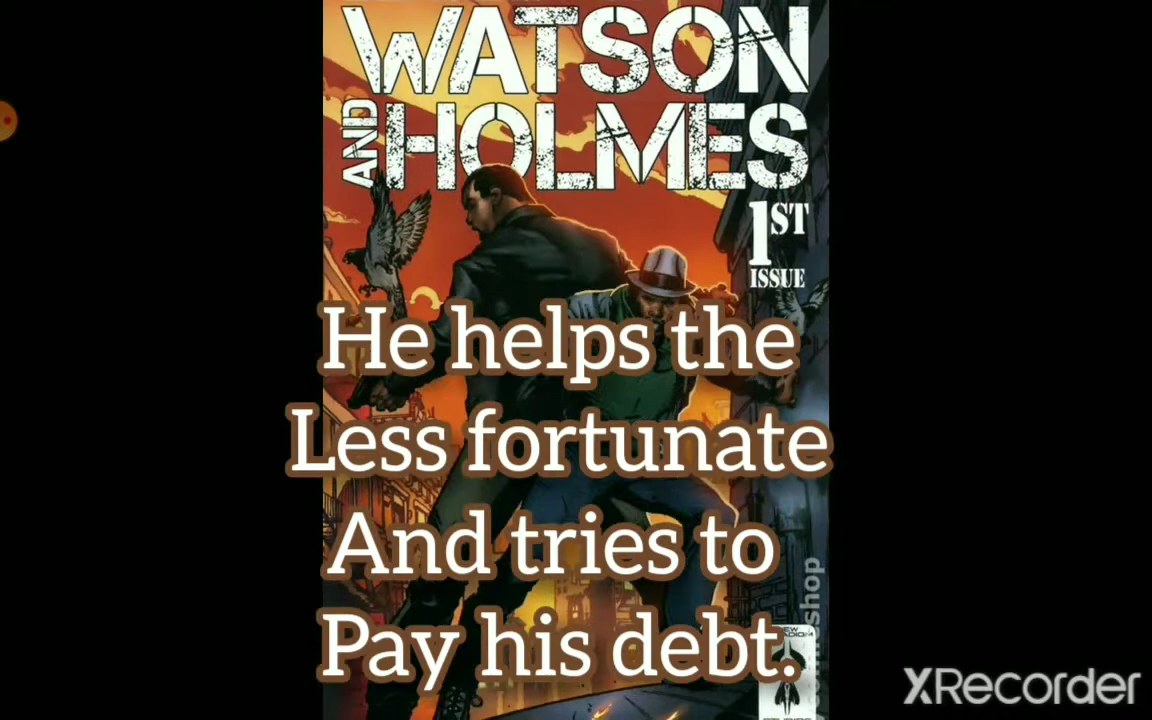 WATSON
AND HOLMES
1ST
ISSUE
He helps the
Less fortunate
And tries to
Pay his debt.
XRecorder